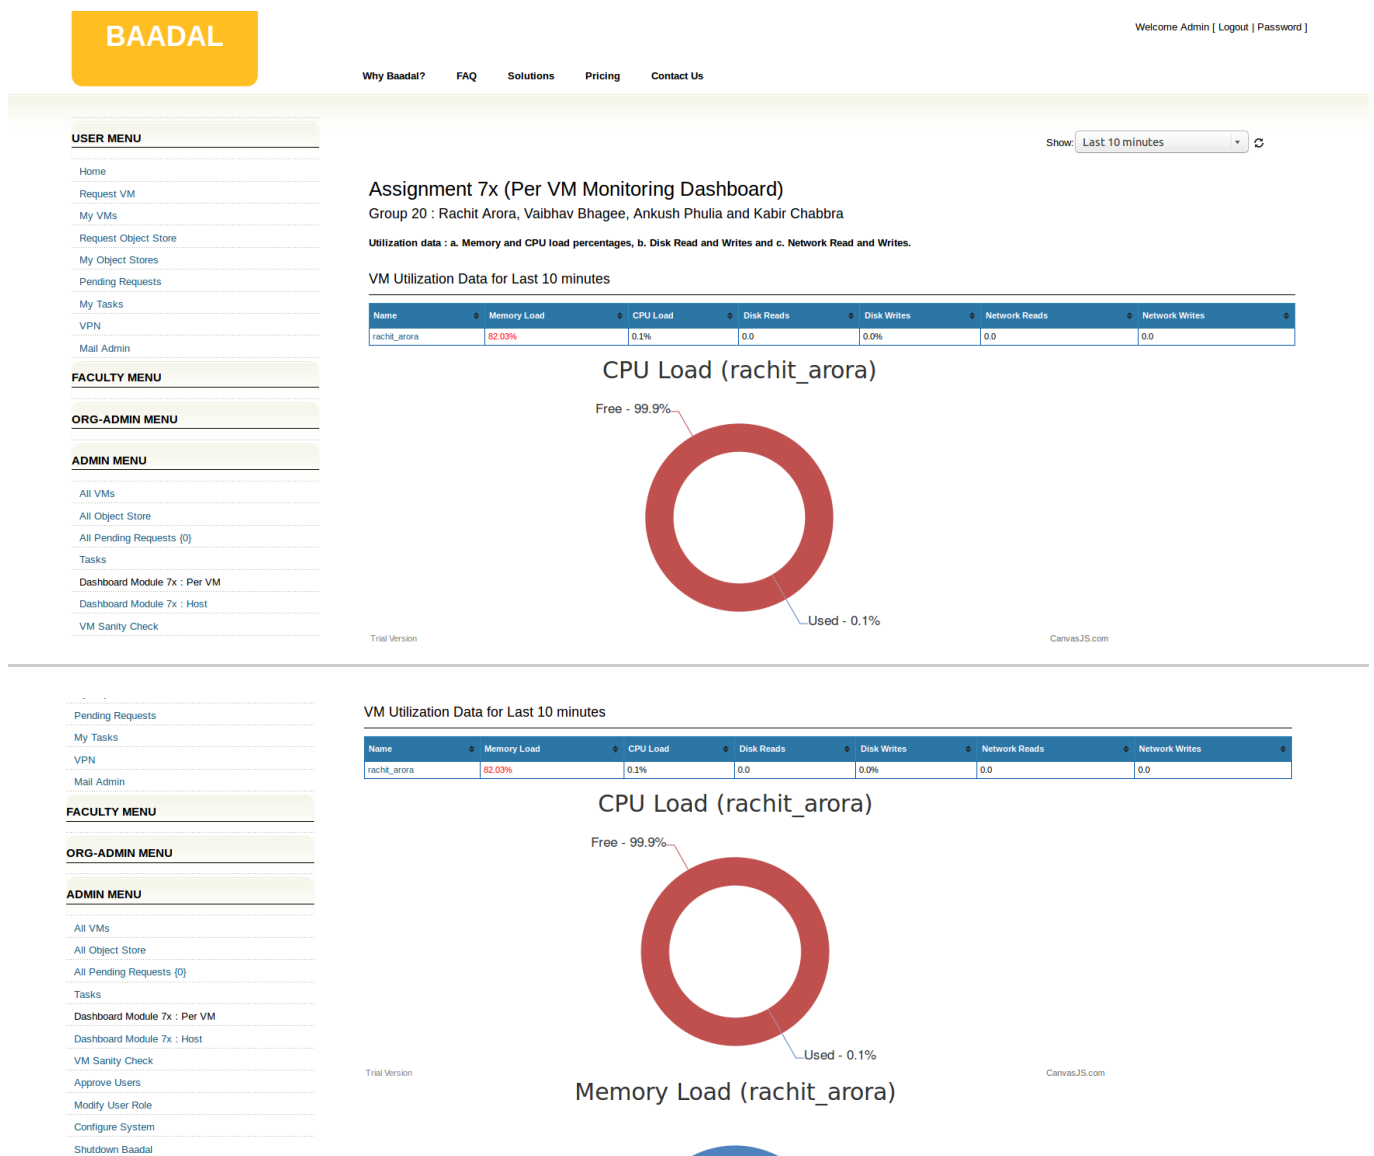 BAADAL
Welcome Admin [ Logout | Password ]
Why Baadal? FAQ Solutions Pricing Contact Us
USER MENU
Home
Request VM
My VMs
Request Object Store
My Object Stores
Pending Requests
My Tasks
VPN
Mail Admin
FACULTY MENU
ORG-ADMIN MENU
ADMIN MENU
All VMs
All Object Store
All Pending Requests {0}
Tasks
Dashboard Module 7x : Per VM
Dashboard Module 7x : Host
VM Sanity Check
Show: Last 10 minutes
Assignment 7x (Per VM Monitoring Dashboard)
Group 20 : Rachit Arora, Vaibhav Bhagee, Ankush Phulia and Kabir Chabbra
Utilization data : a. Memory and CPU load percentages, b. Disk Read and Writes and c. Network Read and Writes.
VM Utilization Data for Last 10 minutes
Name Memory Load CPU Load Disk Reads Disk Writes Network Reads Network Writes
rachit_arora 82.03% 0.1% 0.0 0.0% 0.0 0.0
CPU Load (rachit_arora)
Free - 99.9%
Used - 0.1%
Trial Version CanvasJS.com
Pending Requests
My Tasks
VPN
Mail Admin
FACULTY MENU
ORG-ADMIN MENU
ADMIN MENU
All VMs
All Object Store
All Pending Requests {0}
Tasks
Dashboard Module 7x : Per VM
Dashboard Module 7x : Host
VM Sanity Check
Approve Users
Modify User Role
Configure System
Shutdown Baadal
VM Utilization Data for Last 10 minutes
Name Memory Load CPU Load Disk Reads Disk Writes Network Reads Network Writes
rachit_arora 82.03% 0.1% 0.0 0.0% 0.0 0.0
CPU Load (rachit_arora)
Free - 99.9%
Used - 0.1%
Trial Version CanvasJS.com
Memory Load (rachit_arora)